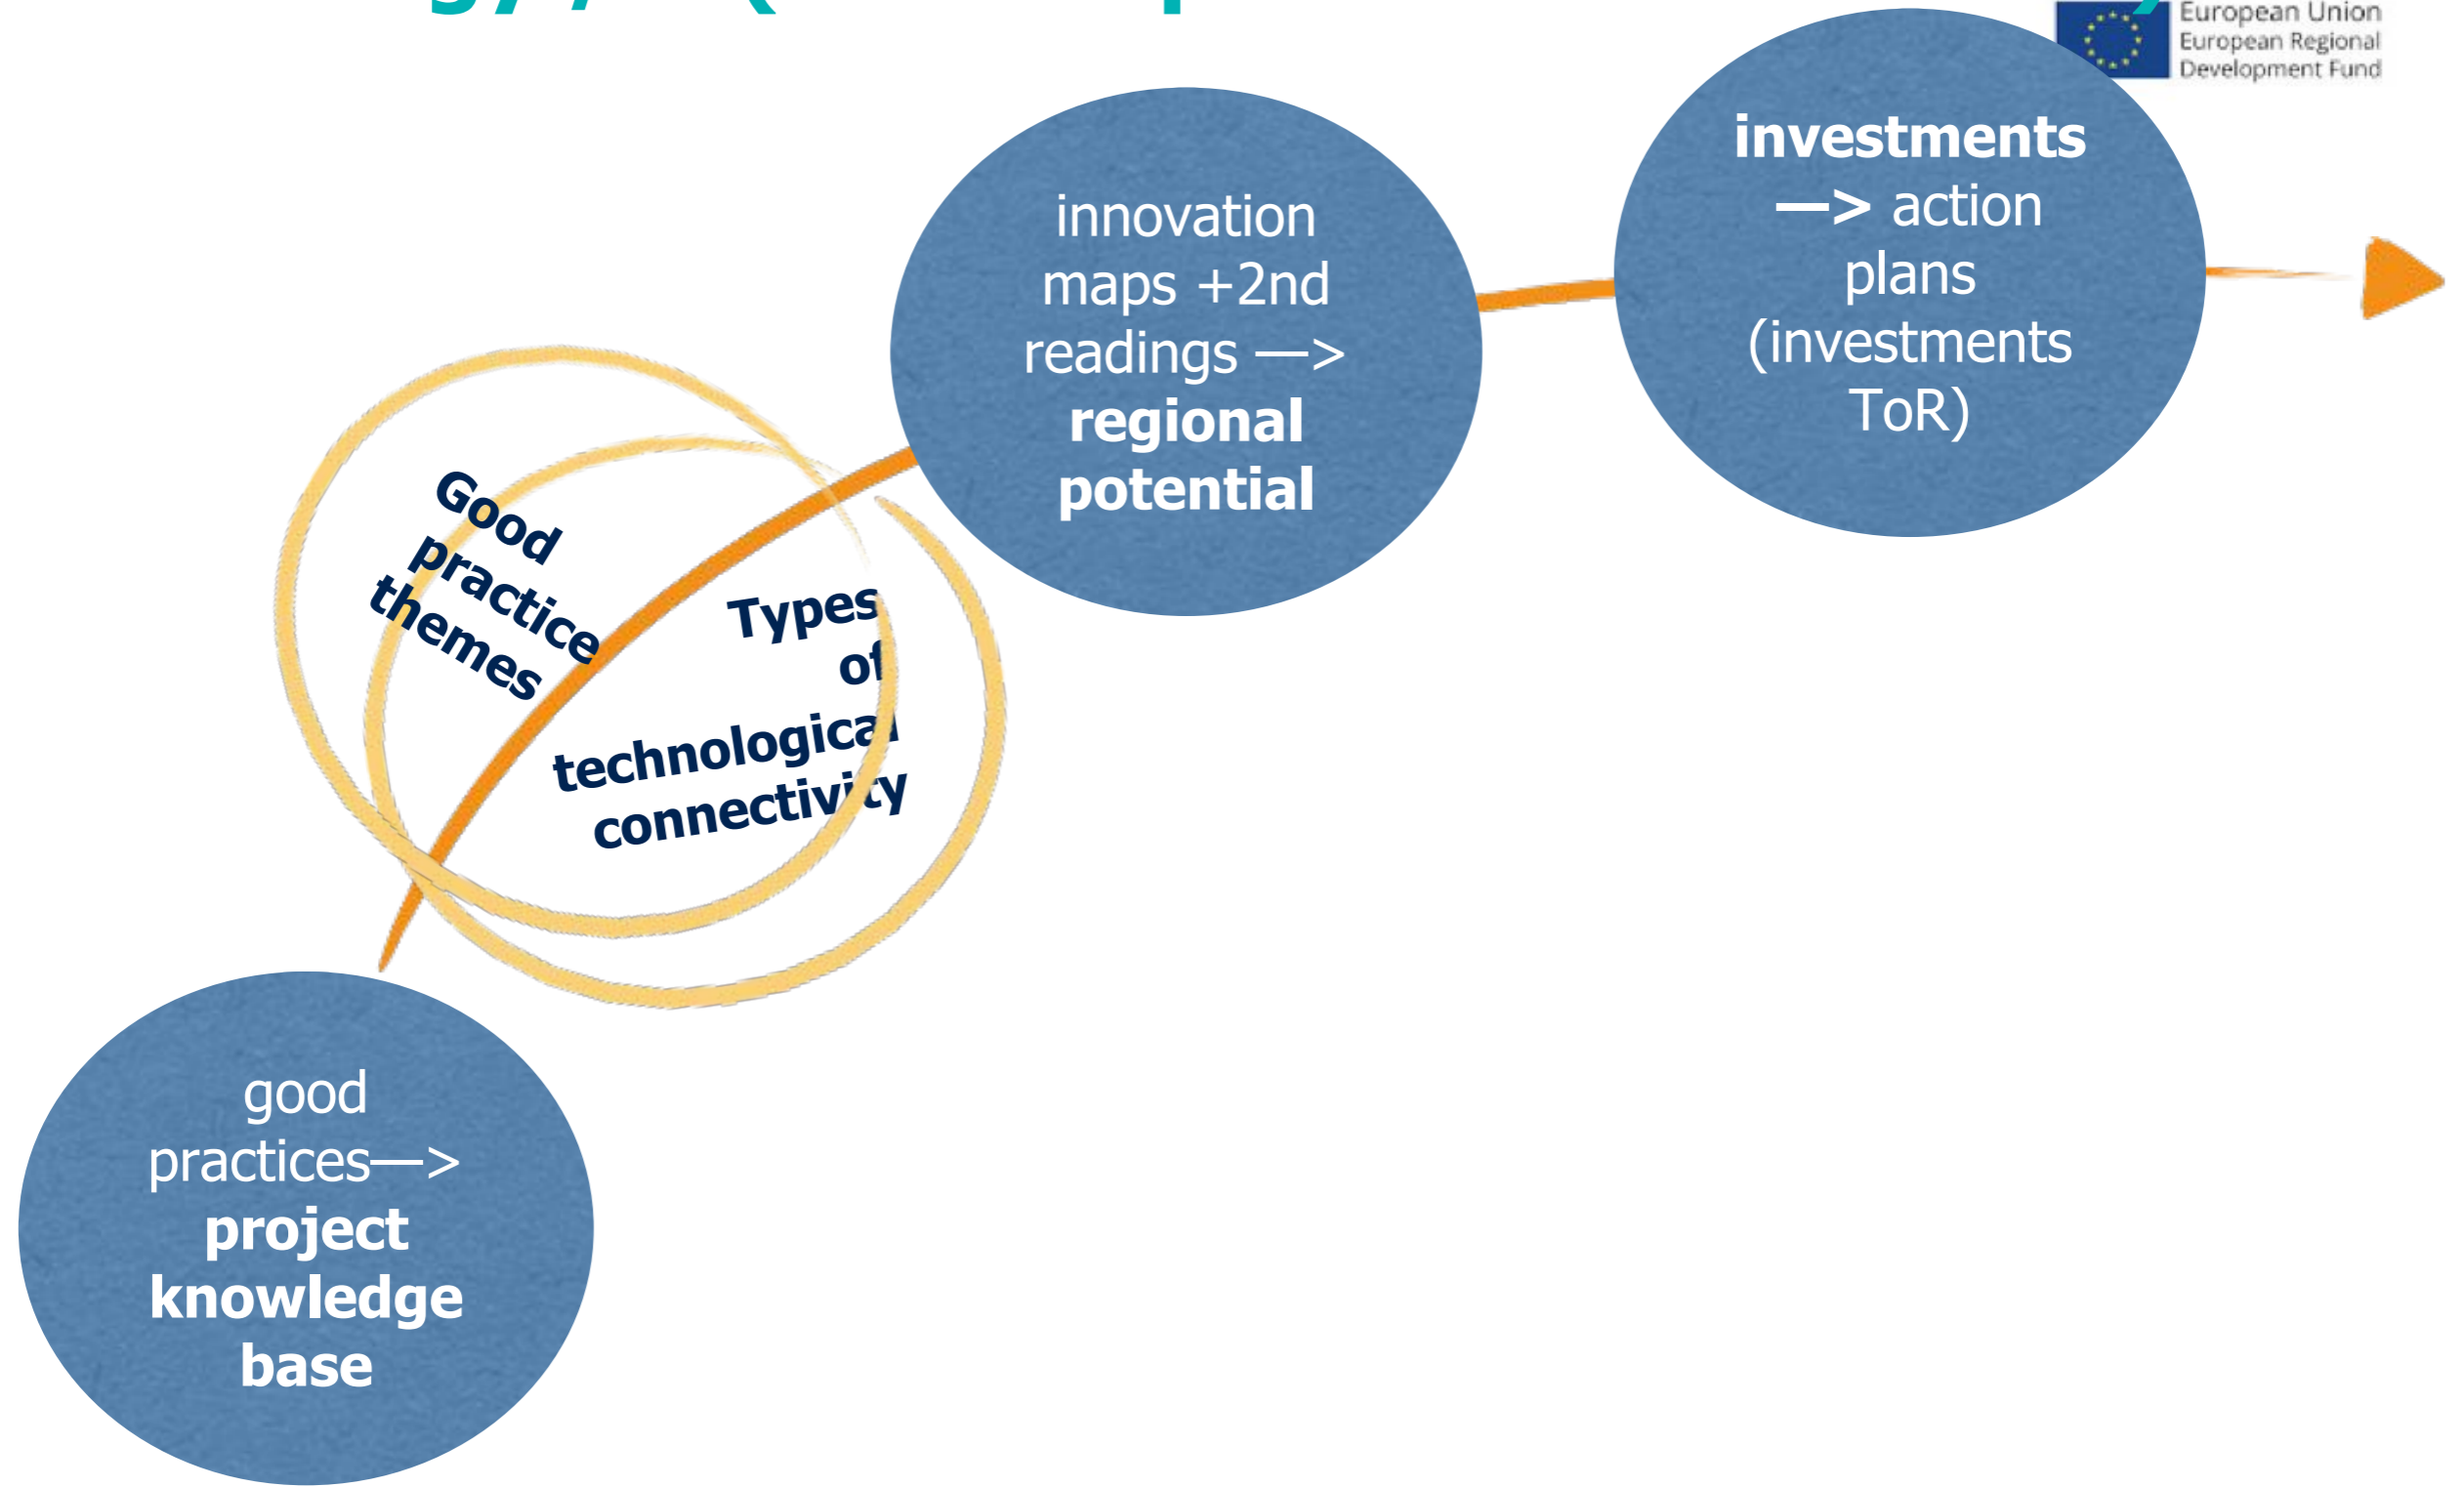 European Union
European Regional
Development Fund
investments
—> action
plans
(investments
ToR)
innovation
maps +2nd
readings —>
regional
potential
Good
practice
themes
Types
of
technological
connectivity
good
practices—>
project
knowledge
base